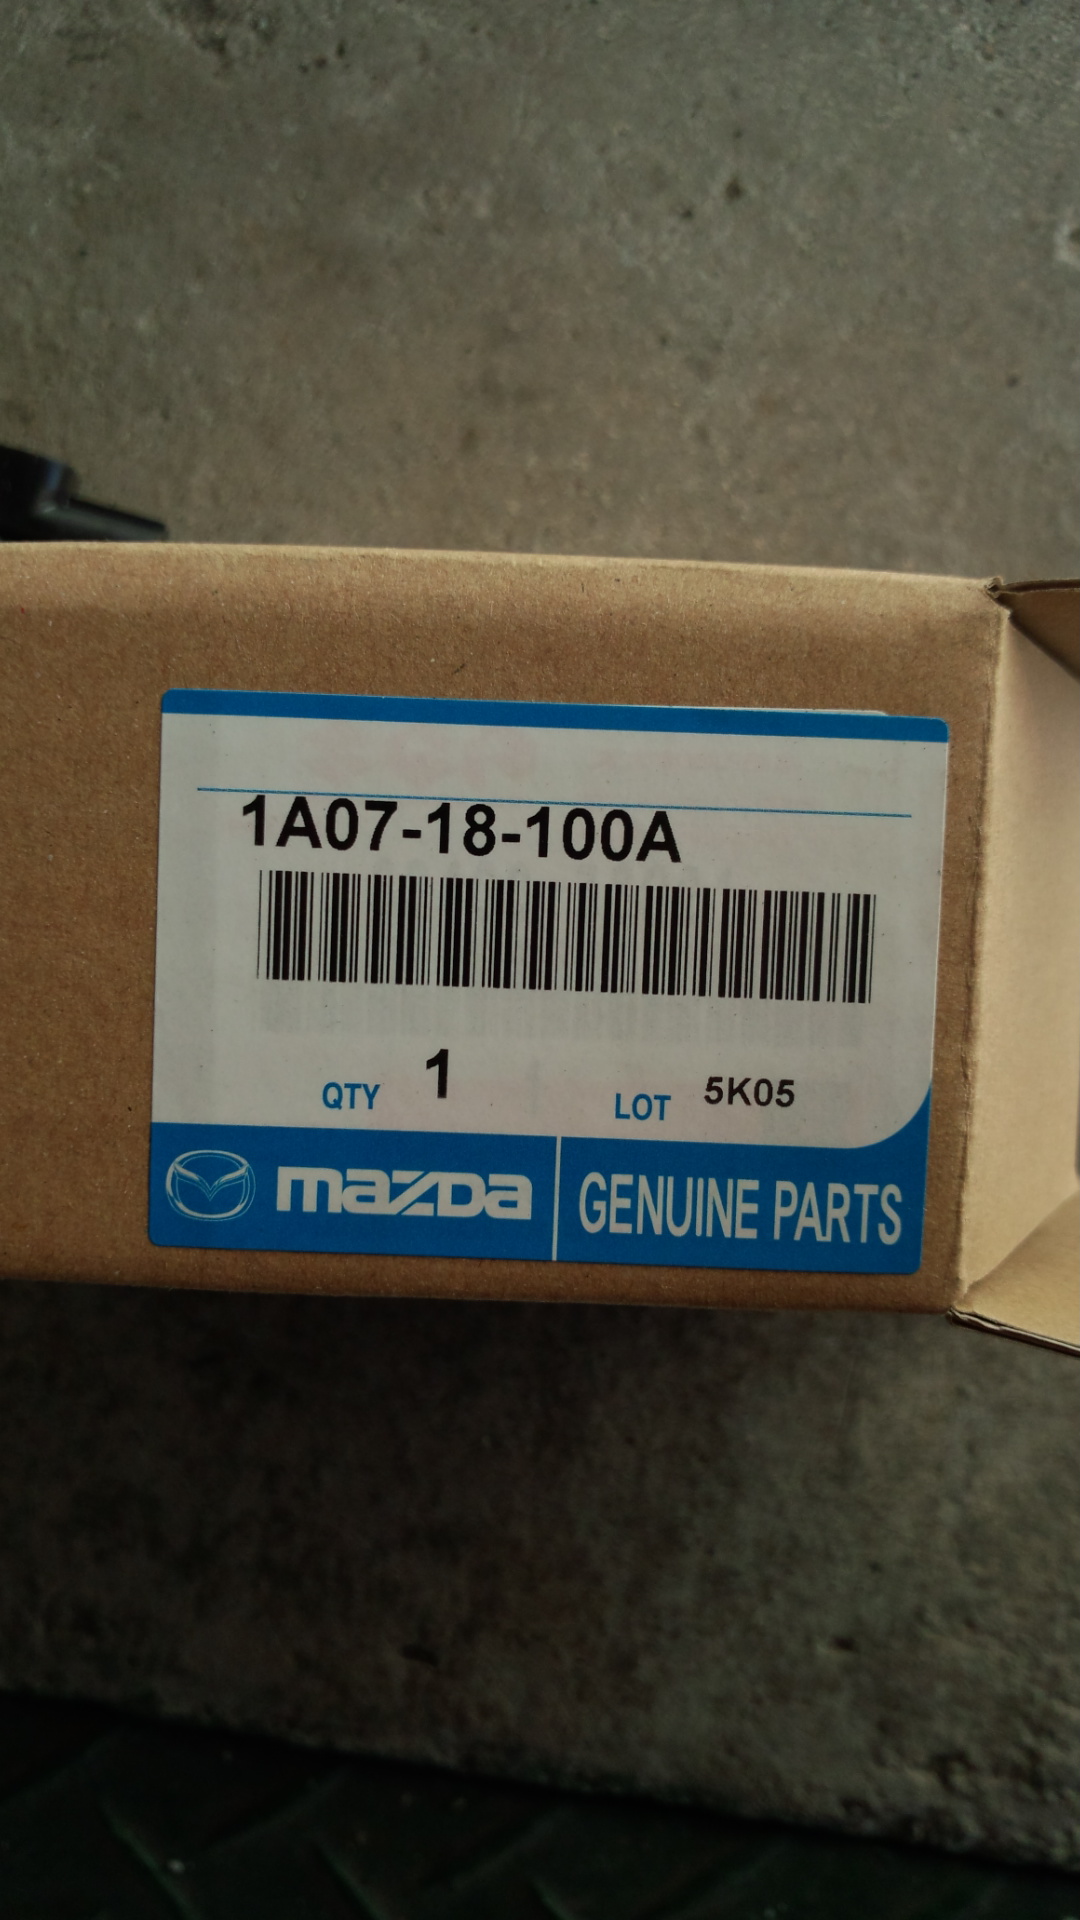 1A07-18-100A
QTY 1 LOT 5K05
mazda GENUINE PARTS